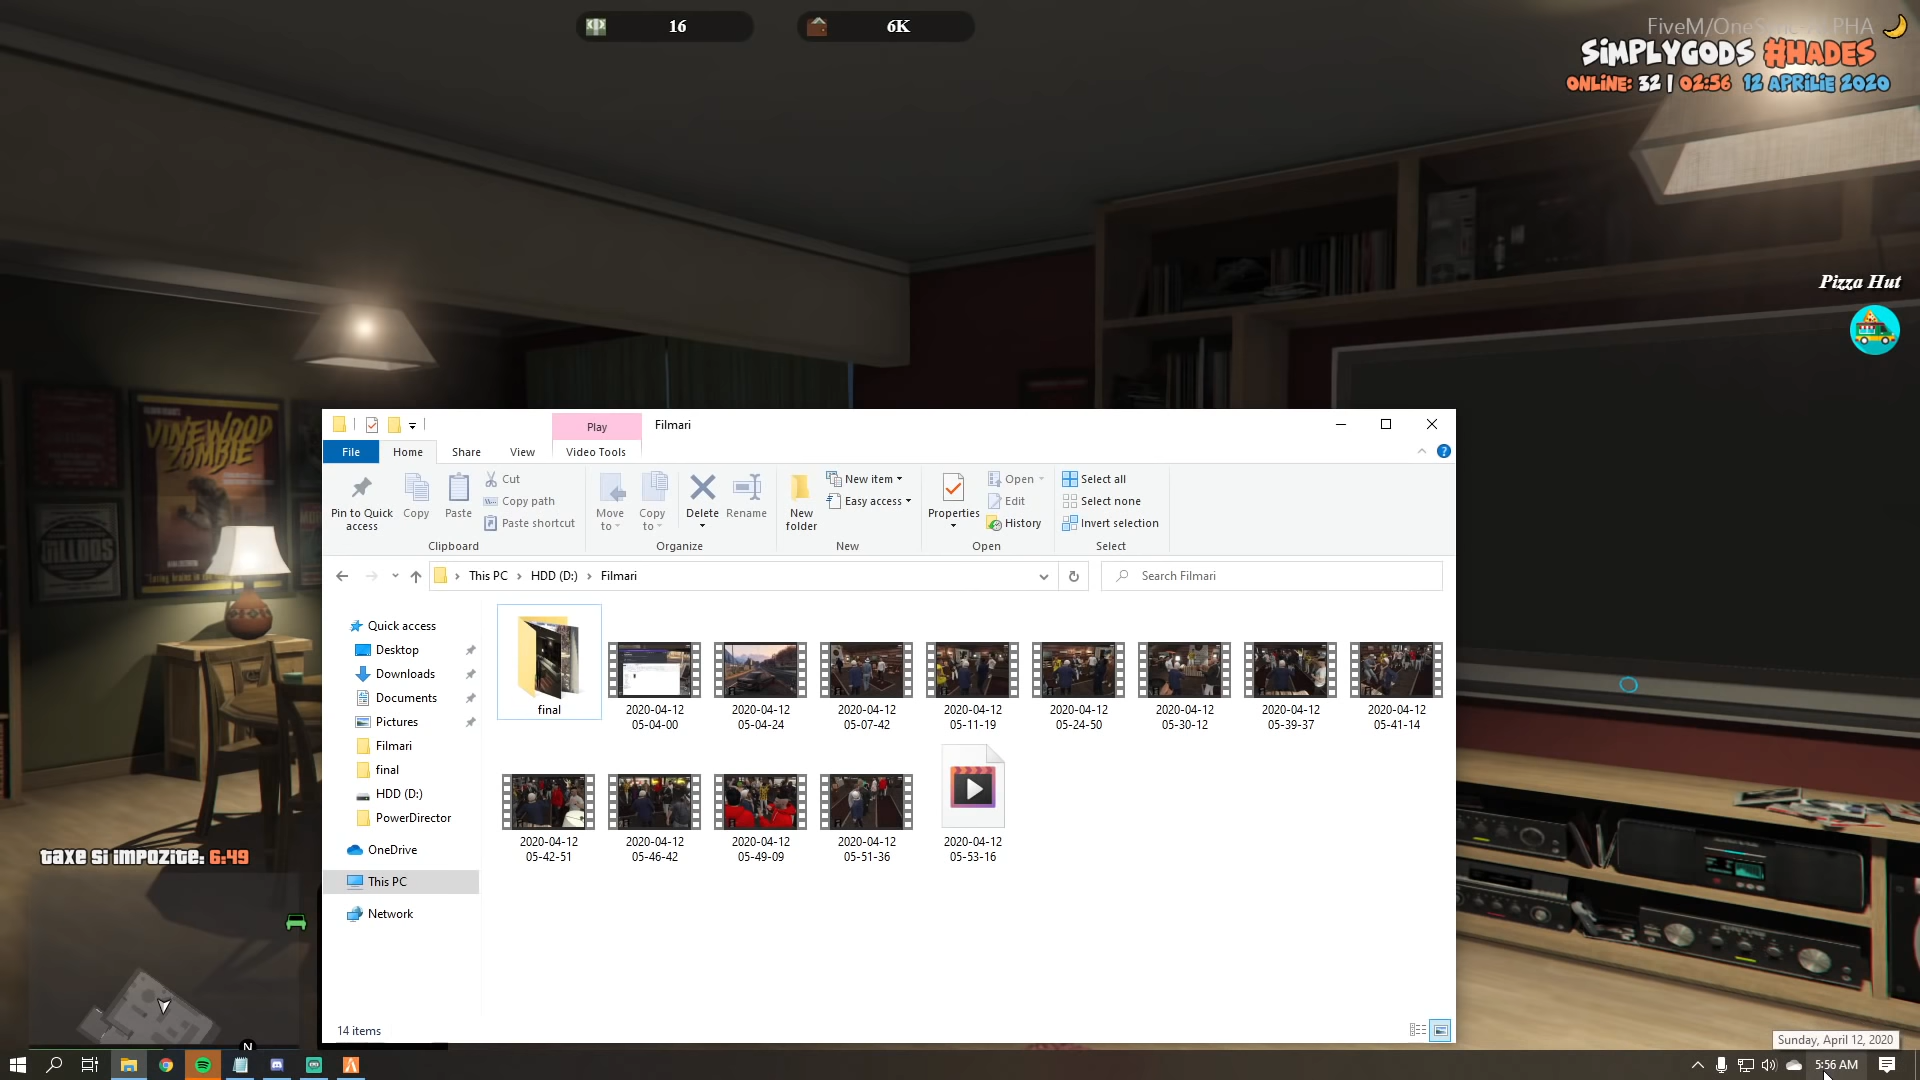 16
6K
FiveM/OneSync
PHA
SIMPLYGODS #HADES
ONLINE: 32 | 02:56 12 APRILIE 2020
Pizza Hut
VINEWOOD
ZOMBIE
Play
Filmari
File
Home
Share
View
Video Tools
Pin to Quick
access
Copy
Paste
Cut
Copy path
Paste shortcut
Clipboard
Move
to
Copy
to
Delete
Rename
Organize
New
folder
New item
Easy access
New
Properties
Open
Edit
History
Open
Select all
Select none
Invert selection
Select
This PC
HDD (D:)
Filmari
Search Filmari
Quick access
Desktop
Downloads
Documents
Pictures
Filmari
final
HDD (D:)
PowerDirector
OneDrive
This PC
Network
final
2020-04-12
05-04-00
2020-04-12
05-04-24
2020-04-12
05-07-42
2020-04-12
05-11-19
2020-04-12
05-24-50
2020-04-12
05-30-12
2020-04-12
05-39-37
2020-04-12
05-41-14
2020-04-12
05-42-51
2020-04-12
05-46-42
2020-04-12
05-49-09
2020-04-12
05-51-36
2020-04-12
05-53-16
taxe si impozite: 6:49
14 items
N
Sunday, April 12, 2020
5:56 AM